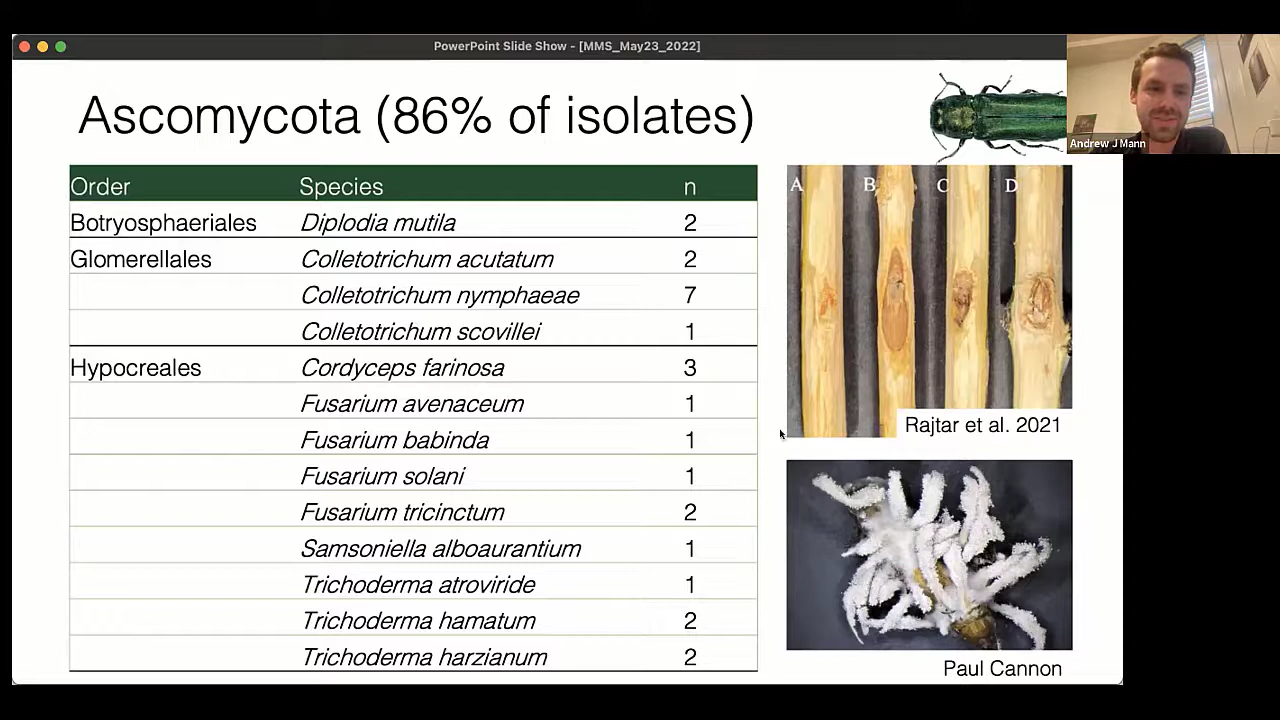 PowerPoint Slide Show - [MMS_May23_2022]
Ascomycota (86% of isolates)
Andrew J Mann
Order Species n
Botryosphaeriales Diplodia mutila 2
Glomerellales Colletotrichum acutatum 2
Colletotrichum nymphaeae 7
Colletotrichum scovillei 1
Hypocreales Cordyceps farinosa 3
Fusarium avenaceum 1
Fusarium babinda 1
Fusarium solani 1
Fusarium tricinctum 2
Samsoniella alboaurantium 1
Trichoderma atroviride 1
Trichoderma hamatum 2
Trichoderma harzianum 2
A B C D
Rajtar et al. 2021
Paul Cannon